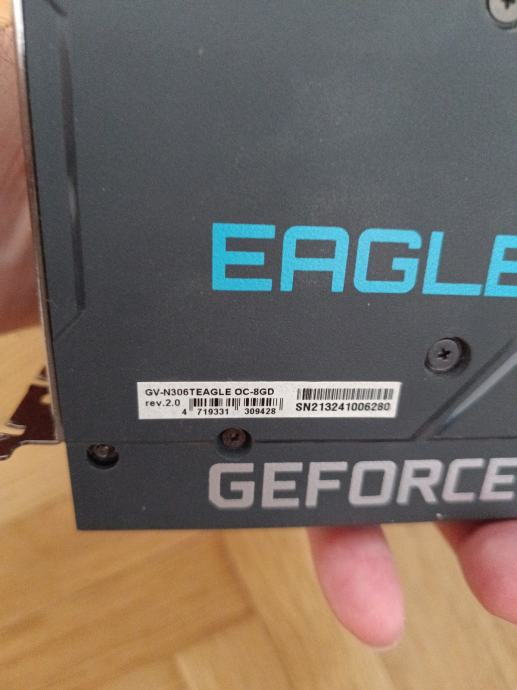 EAGLE
GV-N306TEAGLE OC-8GD
rev.2.0
4 719331 309428
SN213241006280
GEFORCE